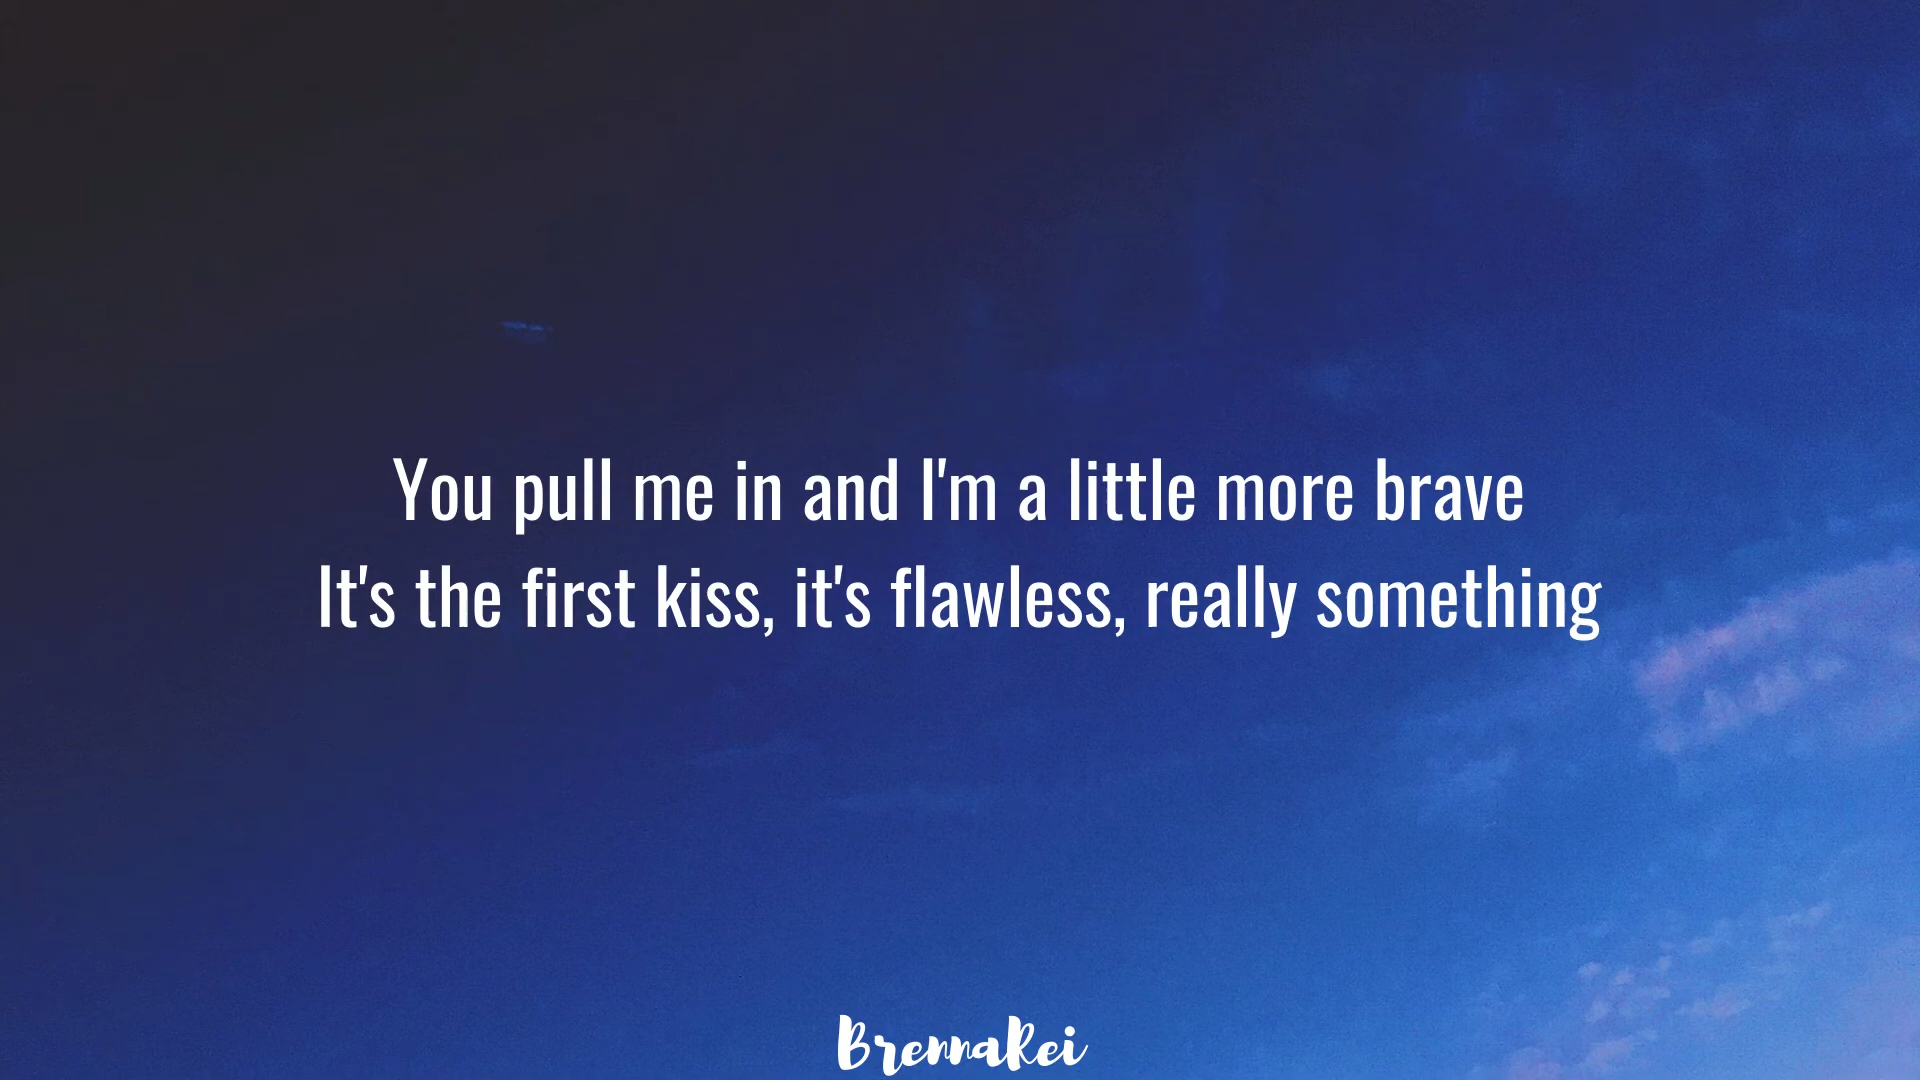 You pull me in and I'm a little more brave
It's the first kiss, it's flawless, really something
BrennaRei